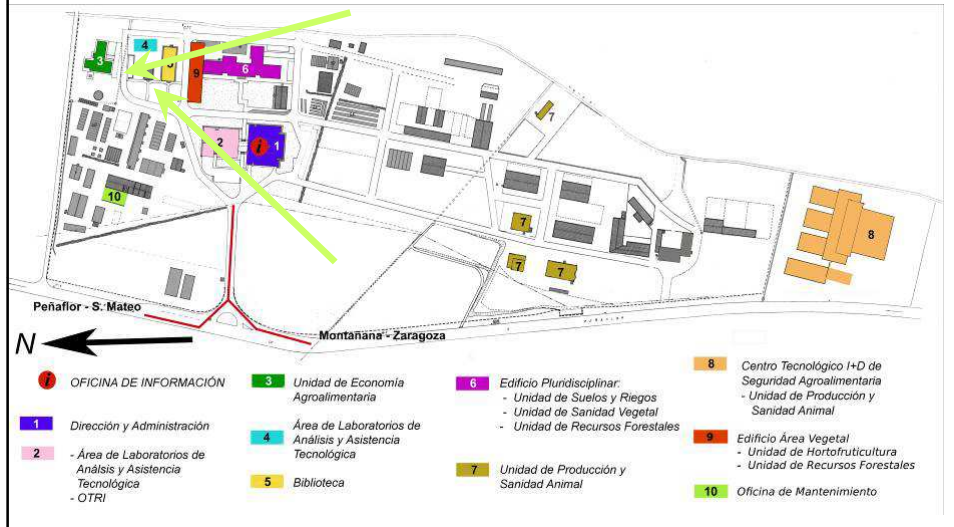 4
3
5
9
6
7
2
i
1
10
7
8
7
7
Peñaflor - S. Mateo
Montañana - Zaragoza
N
i OFICINA DE INFORMACIÓN
1 Dirección y Administración
2 - Área de Laboratorios de
Análsis y Asistencia
Tecnológica
- OTRI
3 Unidad de Economía
Agroalimentaria
Área de Laboratorios de
4 Análisis y Asistencia
Tecnológica
5 Biblioteca
6 Edificio Pluridisciplinar:
- Unidad de Suelos y Riegos
- Unidad de Sanidad Vegetal
- Unidad de Recursos Forestales
7 Unidad de Producción y
Sanidad Animal
8 Centro Tecnológico I+D de
Seguridad Agroalimentaria
- Unidad de Producción y
Sanidad Animal
9 Edificio Área Vegetal
- Unidad de Hortofruticultura
- Unidad de Recursos Forestales
10 Oficina de Mantenimiento